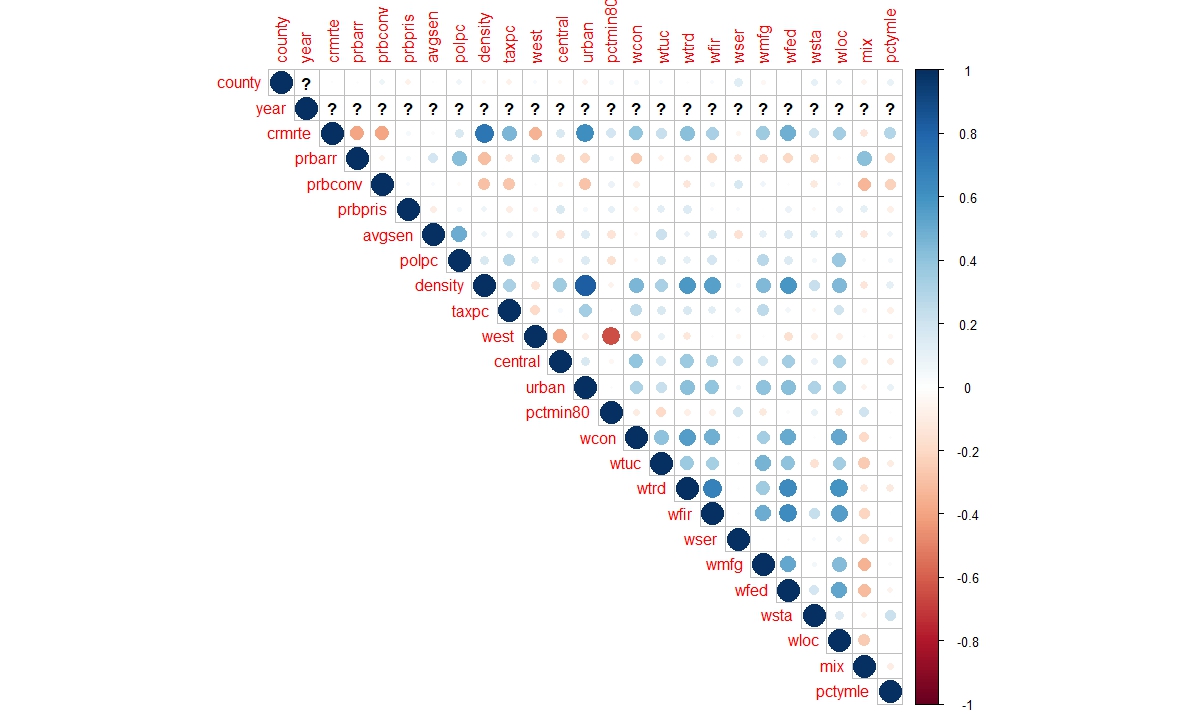 county
year
crmrte
prbarr
prbconv
prbpris
avgsen
polpc
density
taxpc
west
central
urban
pctmin80
wcon
wtuc
wtrd
wfir
wser
wmfg
wfed
wsta
wloc
mix
pctymle
county ?
year ? ? ? ? ? ? ? ? ? ? ? ? ? ? ? ? ? ? ? ? ? ? ?
crmrte
prbarr
prbconv
prbpris
avgsen
polpc
density
taxpc
west
central
urban
pctmin80
wcon
wtuc
wtrd
wfir
wser
wmfg
wfed
wsta
wloc
mix
pctymle
1
0.8
0.6
0.4
0.2
0
-0.2
-0.4
-0.6
-0.8
-1